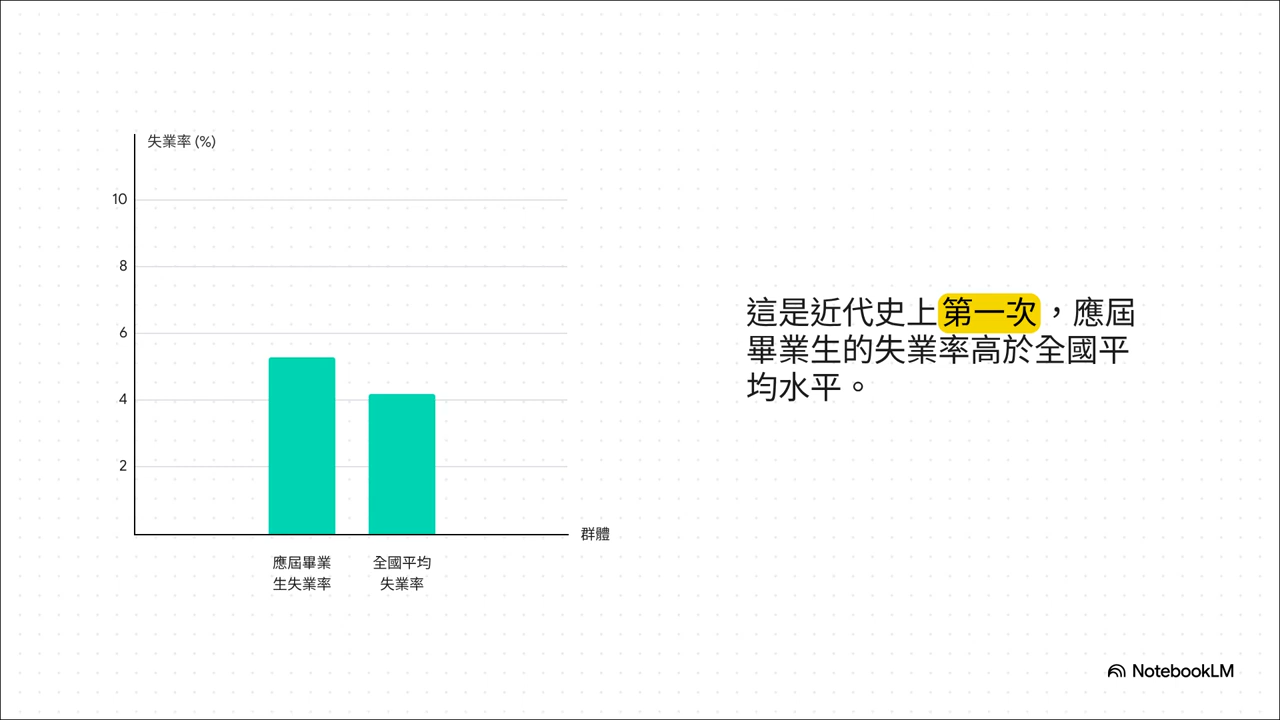 失業率 (%)
10
8
6
4
2
群體
應屆畢業
生失業率
全國平均
失業率
這是近代史上第一次，應屆
畢業生的失業率高於全國平
均水平。
NotebookLM